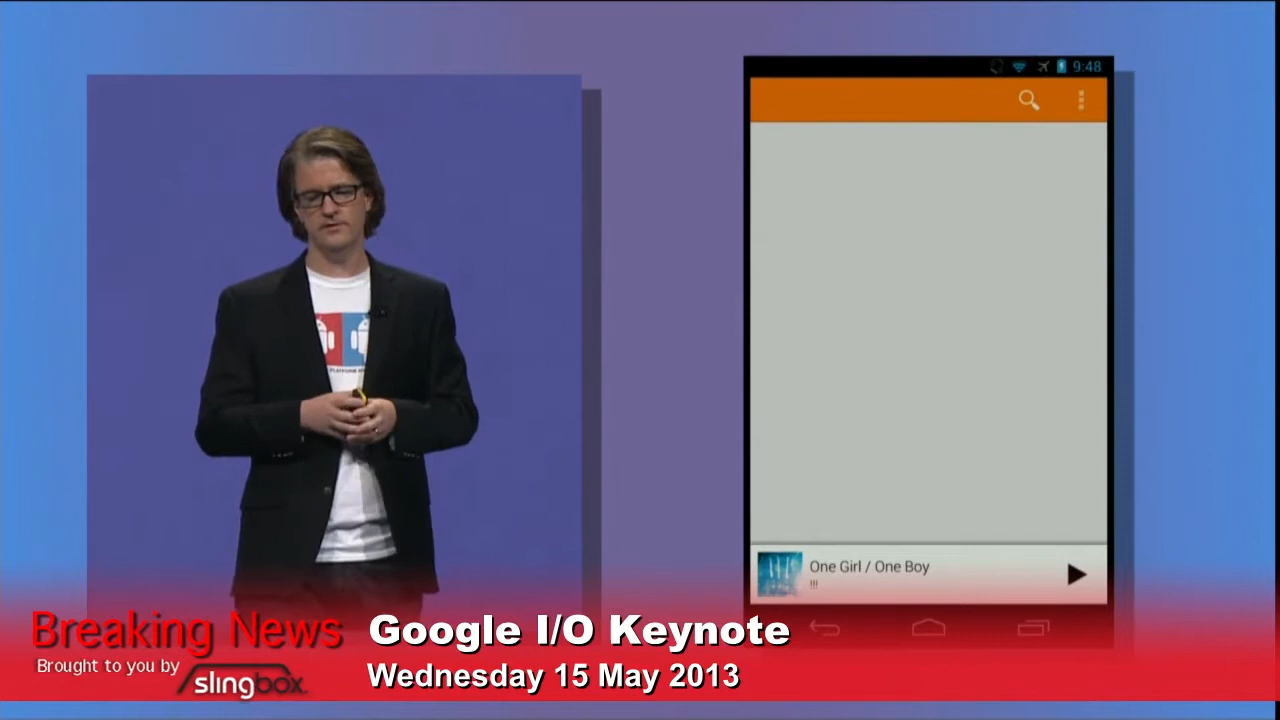 9:48
One Girl / One Boy
!!!
Breaking News
Brought to you by
slingbox
Google I/O Keynote
Wednesday 15 May 2013